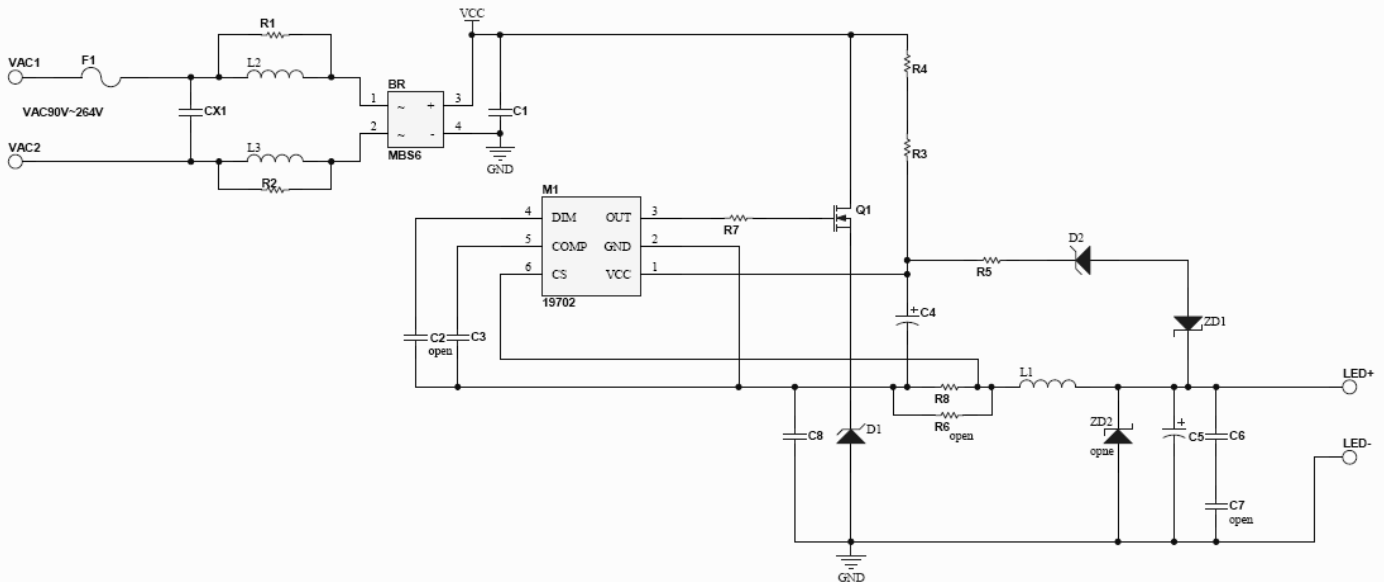 VCC
R1
VAC1
F1
L2
R4
BR
1
3
~
+
VAC90V~264V
CX1
C1
2
4
~
-
VAC2
L3
MBS6
R3
GND
R2
M1
4
DIM
OUT
3
Q1
R7
5
COMP
GND
2
D2
6
CS
VCC
1
R5
19702
+
C4
ZD1
C2
open
C3
L1
LED+
R8
R6
open
C8
D1
ZD2
opne
+
C5
C6
LED-
C7
open
GND